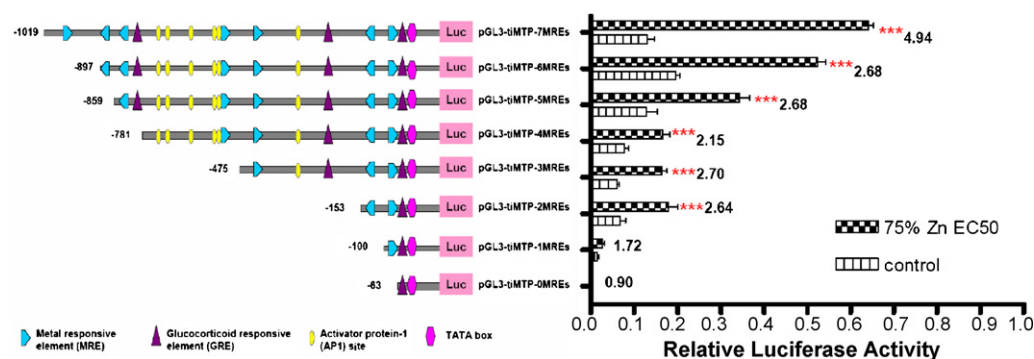 -1019 Luc pGL3-tiMTP-7MREs *** 4.94
-897 Luc pGL3-tiMTP-6MREs *** 2.68
-859 Luc pGL3-tiMTP-5MREs *** 2.68
-781 Luc pGL3-tiMTP-4MREs *** 2.15
-475 Luc pGL3-tiMTP-3MREs *** 2.70
-153 Luc pGL3-tiMTP-2MREs *** 2.64
-100 Luc pGL3-tiMTP-1MREs 1.72
-63 Luc pGL3-tiMTP-0MREs 0.90
75% Zn EC50
control
0.0 0.1 0.2 0.3 0.4 0.5 0.6 0.7 0.8 0.9 1.0
Relative Luciferase Activity
Metal responsive
element (MRE)
Glucocorticoid responsive
element (GRE)
Activator protein-1
(AP1) site
TATA box